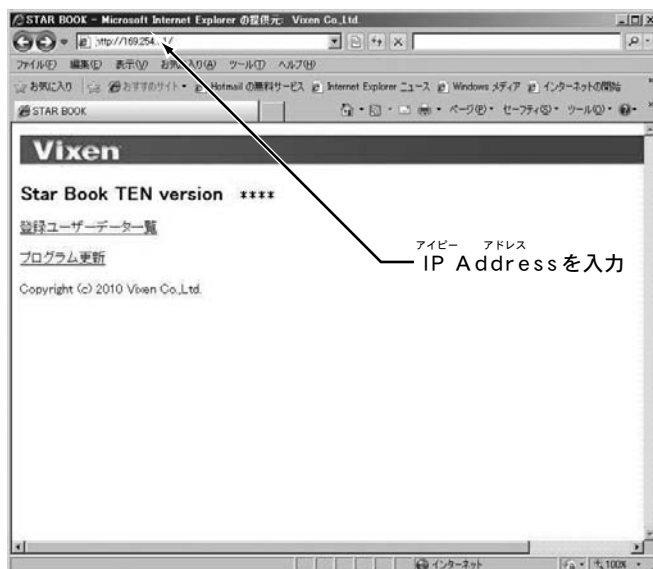 STAR BOOK - Microsoft Internet Explorer の提供元: Vixen Co.,Ltd.
http://169.254. 1/
ファイル(F) 編集(E) 表示(V) お気に入り(A) ツール(T) ヘルプ(H)
お気に入り おすすめサイト Hotmail の無料サービス Internet Explorer ニュース Windows メディア インターネットの開始
STAR BOOK ページ(P) セーフティ(S) ツール(O)
Vixen
Star Book TEN version ****
登録ユーザーデーター覧
プログラム更新
Copyright (c) 2010 Vixen Co.,Ltd.
アイピー アドレス
IP Addressを入力
インターネット 100%